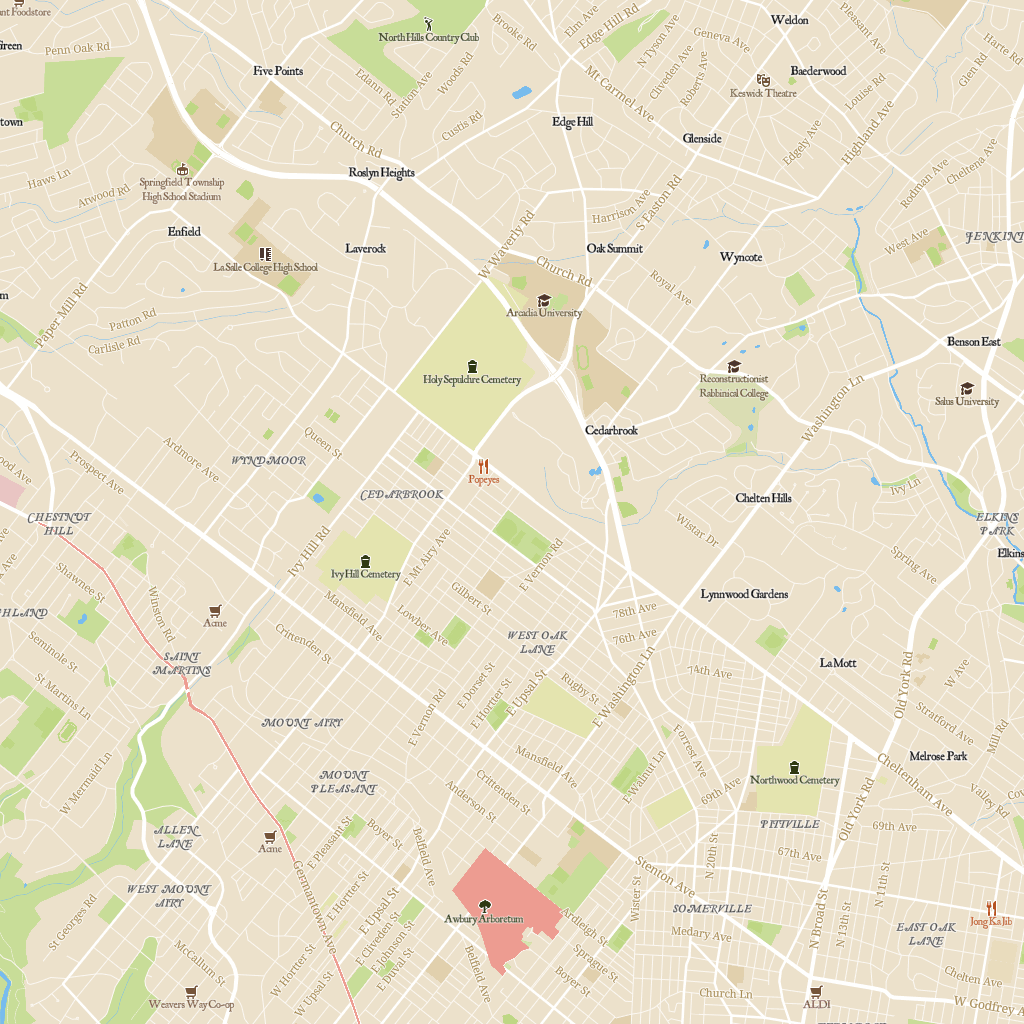 Foodstore
Weldon
North Hills Country Club
Brooke Rd
Elm Ave
Edge Hill Rd
N Tyson Ave
Geneva Ave
Pleasant Ave
Harte Rd
Penn Oak Rd
Five Points
Edann Rd
Station Ave
Woods Rd
Mt Carmel Ave
Cliveden Ave
Roberts Ave
Keswick Theatre
Baederwood
Louise Rd
Glen Rd
Church Rd
Custis Rd
Edge Hill
Glenside
Edgely Ave
Highland Ave
Haws Ln
Atwood Rd
Springfield Township
High School Stadium
Roslyn Heights
Rodman Ave
Cheltena Ave
Enfield
Laverock
W Waverly Rd
Harrison Ave
S Easton Rd
Oak Summit
Wyncote
West Ave
JENKINT
La Salle College High School
Church Rd
Royal Ave
Paper Mill Rd
Patton Rd
Carlisle Rd
Arcadia University
Benson East
Holy Sepulchre Cemetery
Reconstructionist
Rabbinical College
Salus University
Washington Ln
Cedarbrook
Ardmore Ave
Queen St
WYNDMOOR
Prospect Ave
Popeyes
CEDARBROOK
Chelten Hills
Ivy Ln
CHESTNUT
HILL
Ivy Hill Rd
Wistar Dr
ELKINS
PARK
Elkins
E Mt Airy Ave
E Vernon Rd
Spring Ave
Ivy Hill Cemetery
Shawnee St
Winston Rd
Acme
Mansfield Ave
Lowber Ave
Gilbert St
78th Ave
Lynnwood Gardens
HLAND
Crittenden St
WEST OAK
LANE
76th Ave
Seminole St
SAINT
MARTINS
74th Ave
La Mott
E Dorset St
E Hortter St
E Upsal St
Rugby St
E Washington Ln
W Ave
St Martins Ln
E Vernon Rd
Old York Rd
Stratford Ave
Mill Rd
MOUNT AIRY
Mansfield Ave
Forrest Ave
Melrose Park
W Mermaid Ln
MOUNT
PLEASANT
Crittenden St
Anderson St
E Walnut Ln
Northwood Cemetery
Cheltenham Ave
69th Ave
Valley Rd
Old York Rd
ALLEN
LANE
Acme
E Pleasant St
Boyer St
Belfield Ave
PITTVILLE
69th Ave
67th Ave
N 20th St
WEST MOUNT
AIRY
Germantown Ave
E Hortter St
Stenton Ave
N 11th St
St Georges Rd
E Upsal St
Awbury Arboretum
Wister St
SOMERVILLE
N Broad St
N 13th St
Jong Ka Jib
E Cliveden St
E Johnson St
E Duval St
Ardleigh St
Medary Ave
EAST OAK
LANE
McCallum St
W Hortter St
W Upsal St
Belfield Ave
Sprague St
Boyer St
Chelten Ave
Weavers Way Co-op
Church Ln
ALDI
W Godfrey A